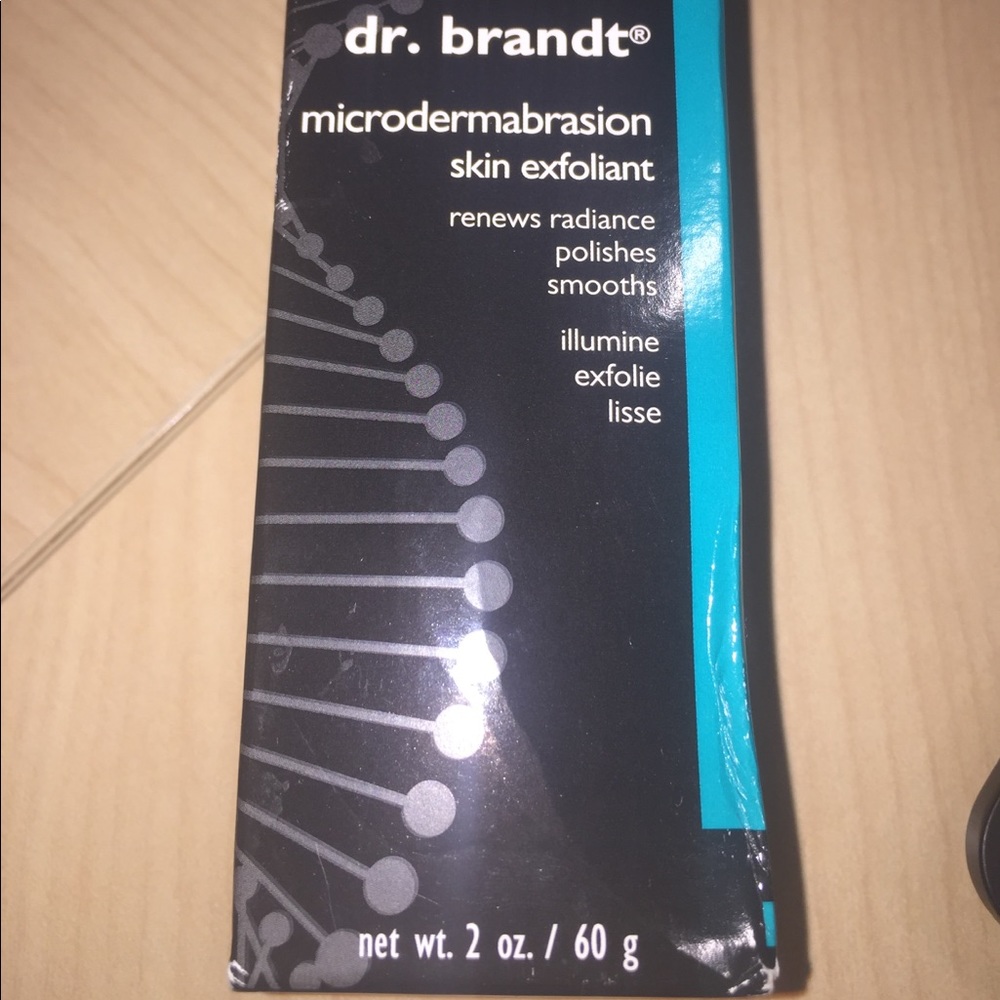 dr. brandt®
microdermabrasion
skin exfoliant
renews radiance
polishes
smooths
illumine
exfolie
lisse
net wt. 2 oz. / 60 g